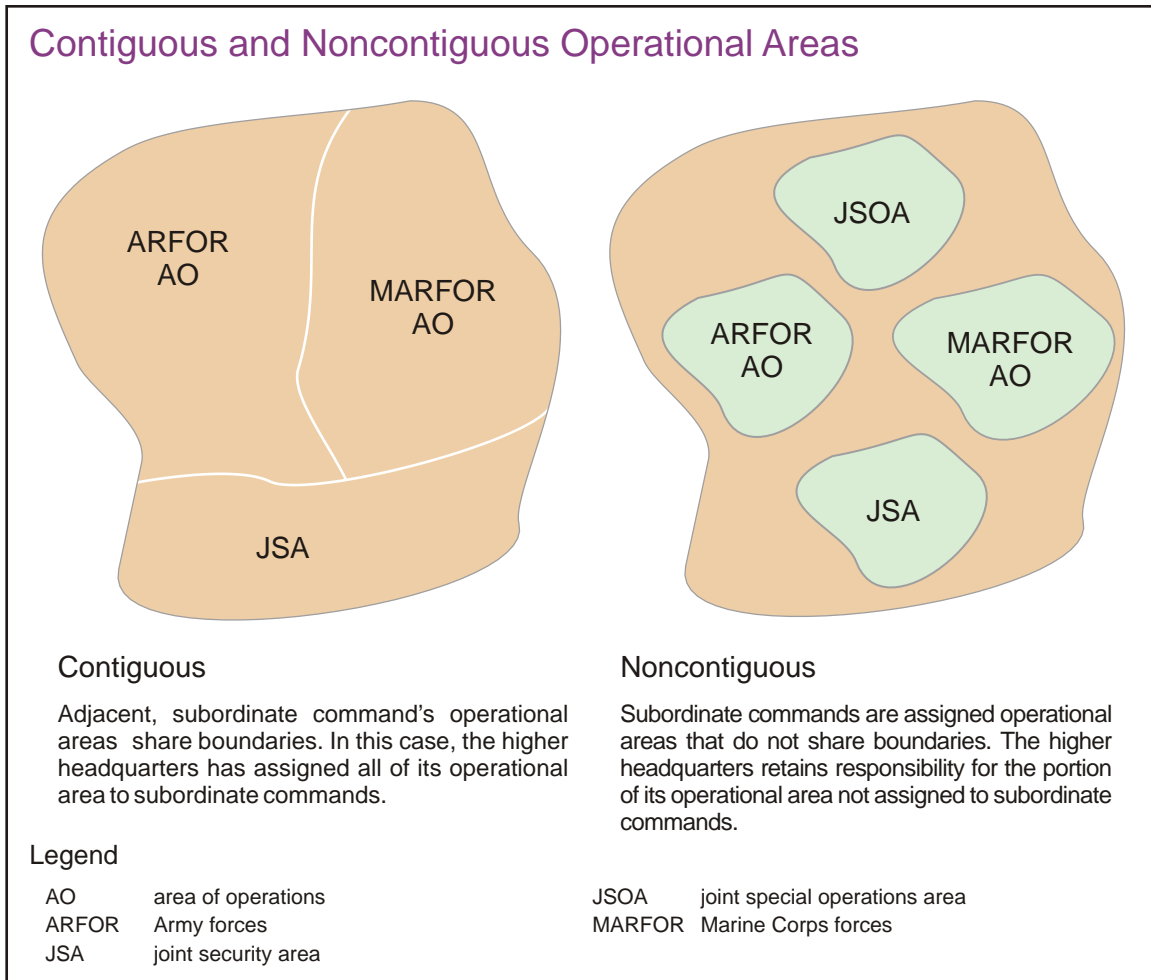 Contiguous and Noncontiguous Operational Areas
ARFOR
AO
MARFOR
AO
JSA
JSOA
ARFOR
AO
MARFOR
AO
JSA
Contiguous
Adjacent, subordinate command's operational
areas share boundaries. In this case, the higher
headquarters has assigned all of its operational
area to subordinate commands.
Noncontiguous
Subordinate commands are assigned operational
areas that do not share boundaries. The higher
headquarters retains responsibility for the portion
of its operational area not assigned to subordinate
commands.
Legend
AO area of operations
ARFOR Army forces
JSA joint security area
JSOA joint special operations area
MARFOR Marine Corps forces